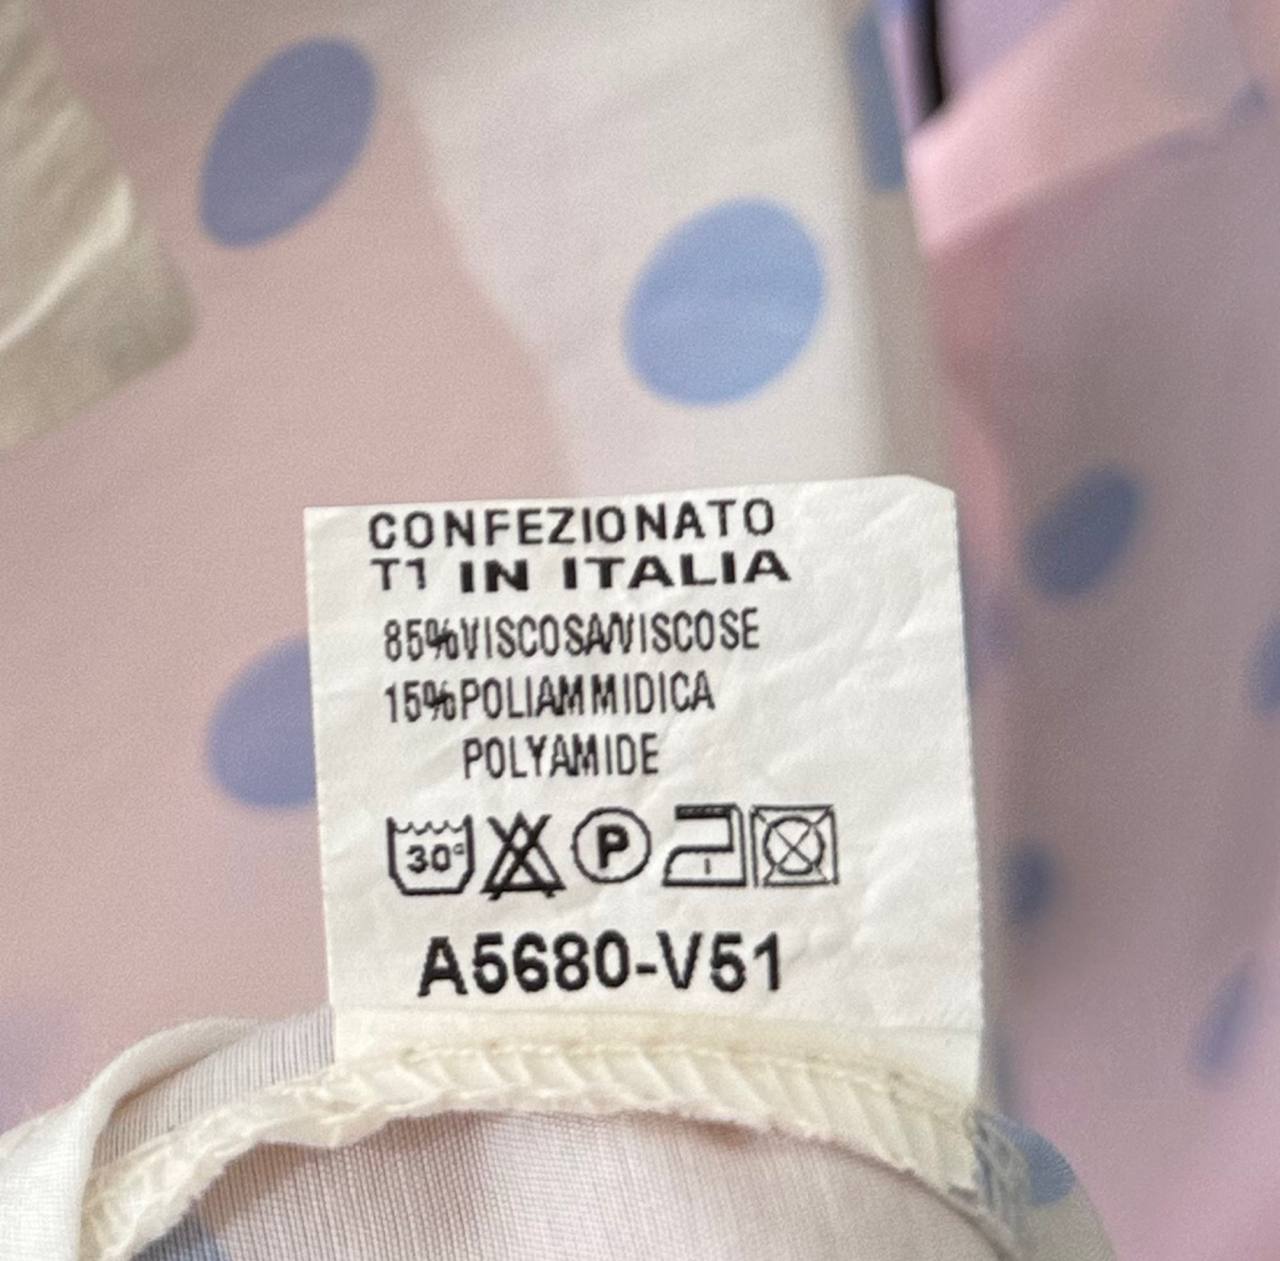 CONFEZIONATO
T1 IN ITALIA
85% VISCOSA/VISCOSE
15% POLIAMMIDICA
POLYAMIDE
30° P
A5680-V51